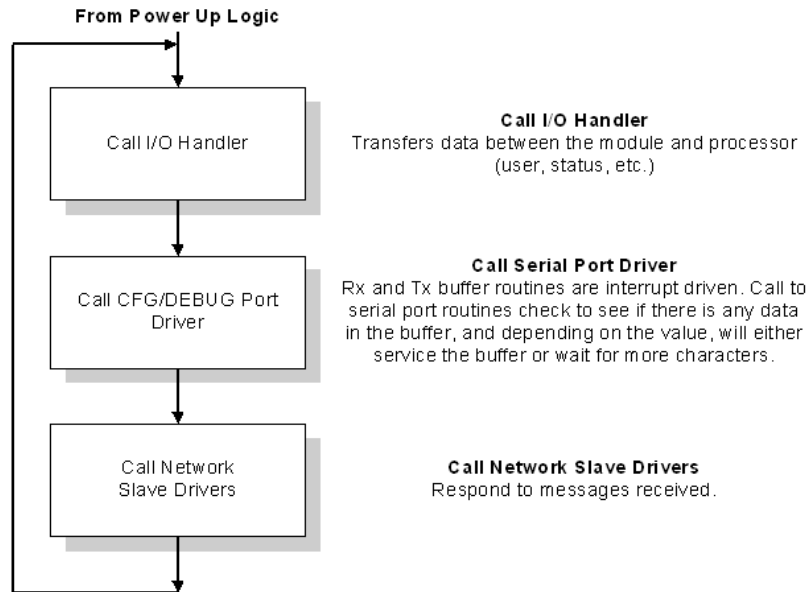 From Power Up Logic
Call I/O Handler
Call I/O Handler
Transfers data between the module and processor
(user, status, etc.)
Call CFG/DEBUG Port
Driver
Call Serial Port Driver
Rx and Tx buffer routines are interrupt driven. Call to
serial port routines check to see if there is any data
in the buffer, and depending on the value, will either
service the buffer or wait for more characters.
Call Network
Slave Drivers
Call Network Slave Drivers
Respond to messages received.